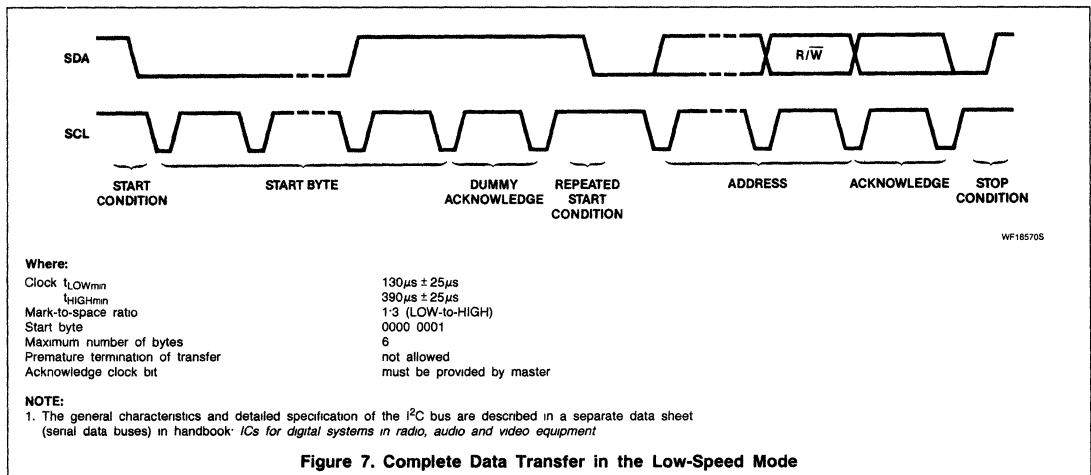 SDA
R/W̅
SCL
START CONDITION
START BYTE
DUMMY ACKNOWLEDGE
REPEATED START CONDITION
ADDRESS
ACKNOWLEDGE
STOP CONDITION
WF18570S
Where:
Clock tLOWmin 130µs ± 25µs
tHIGHmin 390µs ± 25µs
Mark-to-space ratio 1·3 (LOW-to-HIGH)
Start byte 0000 0001
Maximum number of bytes 6
Premature termination of transfer not allowed
Acknowledge clock bit must be provided by master
NOTE:
1. The general characteristics and detailed specification of the I²C bus are described in a separate data sheet
(serial data buses) in handbook· ICs for digital systems in radio, audio and video equipment
Figure 7. Complete Data Transfer in the Low-Speed Mode